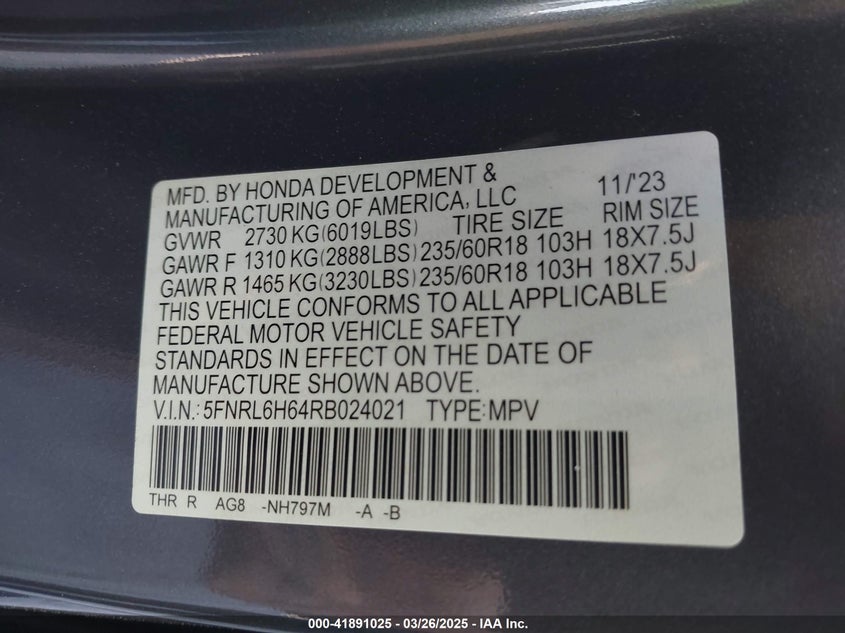 MFD. BY HONDA DEVELOPMENT & 11/'23
MANUFACTURING OF AMERICA, LLC
GVWR 2730 KG(6019LBS) TIRE SIZE RIM SIZE
GAWR F 1310 KG(2888LBS) 235/60R18 103H 18X7.5J
GAWR R 1465 KG(3230LBS) 235/60R18 103H 18X7.5J
THIS VEHICLE CONFORMS TO ALL APPLICABLE
FEDERAL MOTOR VEHICLE SAFETY
STANDARDS IN EFFECT ON THE DATE OF
MANUFACTURE SHOWN ABOVE.
V.I.N.: 5FNRL6H64RB024021 TYPE:MPV
THR R AG8 -NH797M -A -B
000-41891025 - 03/26/2025 - IAA Inc.